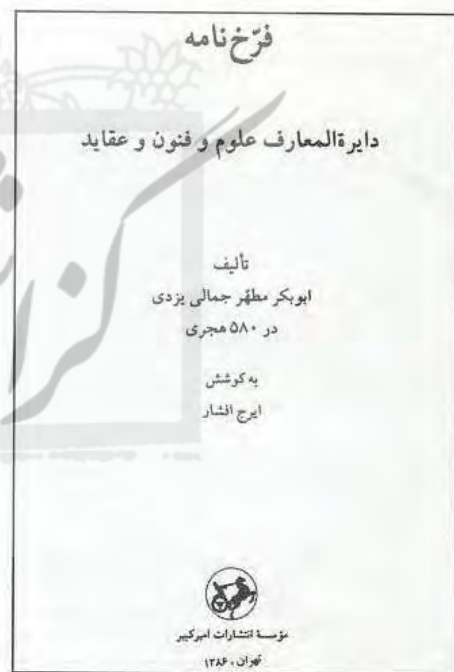 فرّخ‌نامه
دایرةالمعارف علوم و فنون و عقاید
تألیف
ابوبکر مطهّر جمالی یزدی
در ۵۸۰ هجری
به کوشش
ایرج افشار
مؤسسهٔ انتشارات امیرکبیر
تهران، ۱۳۸۶